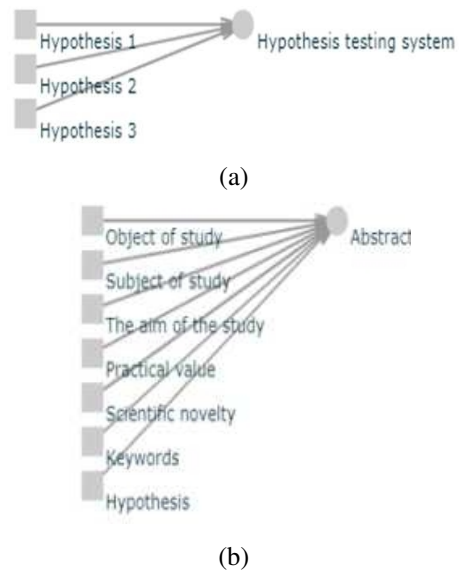 Hypothesis 1
Hypothesis testing system
Hypothesis 2
Hypothesis 3
(a)
Object of study
Abstract
Subject of study
The aim of the study
Practical value
Scientific novelty
Keywords
Hypothesis
(b)